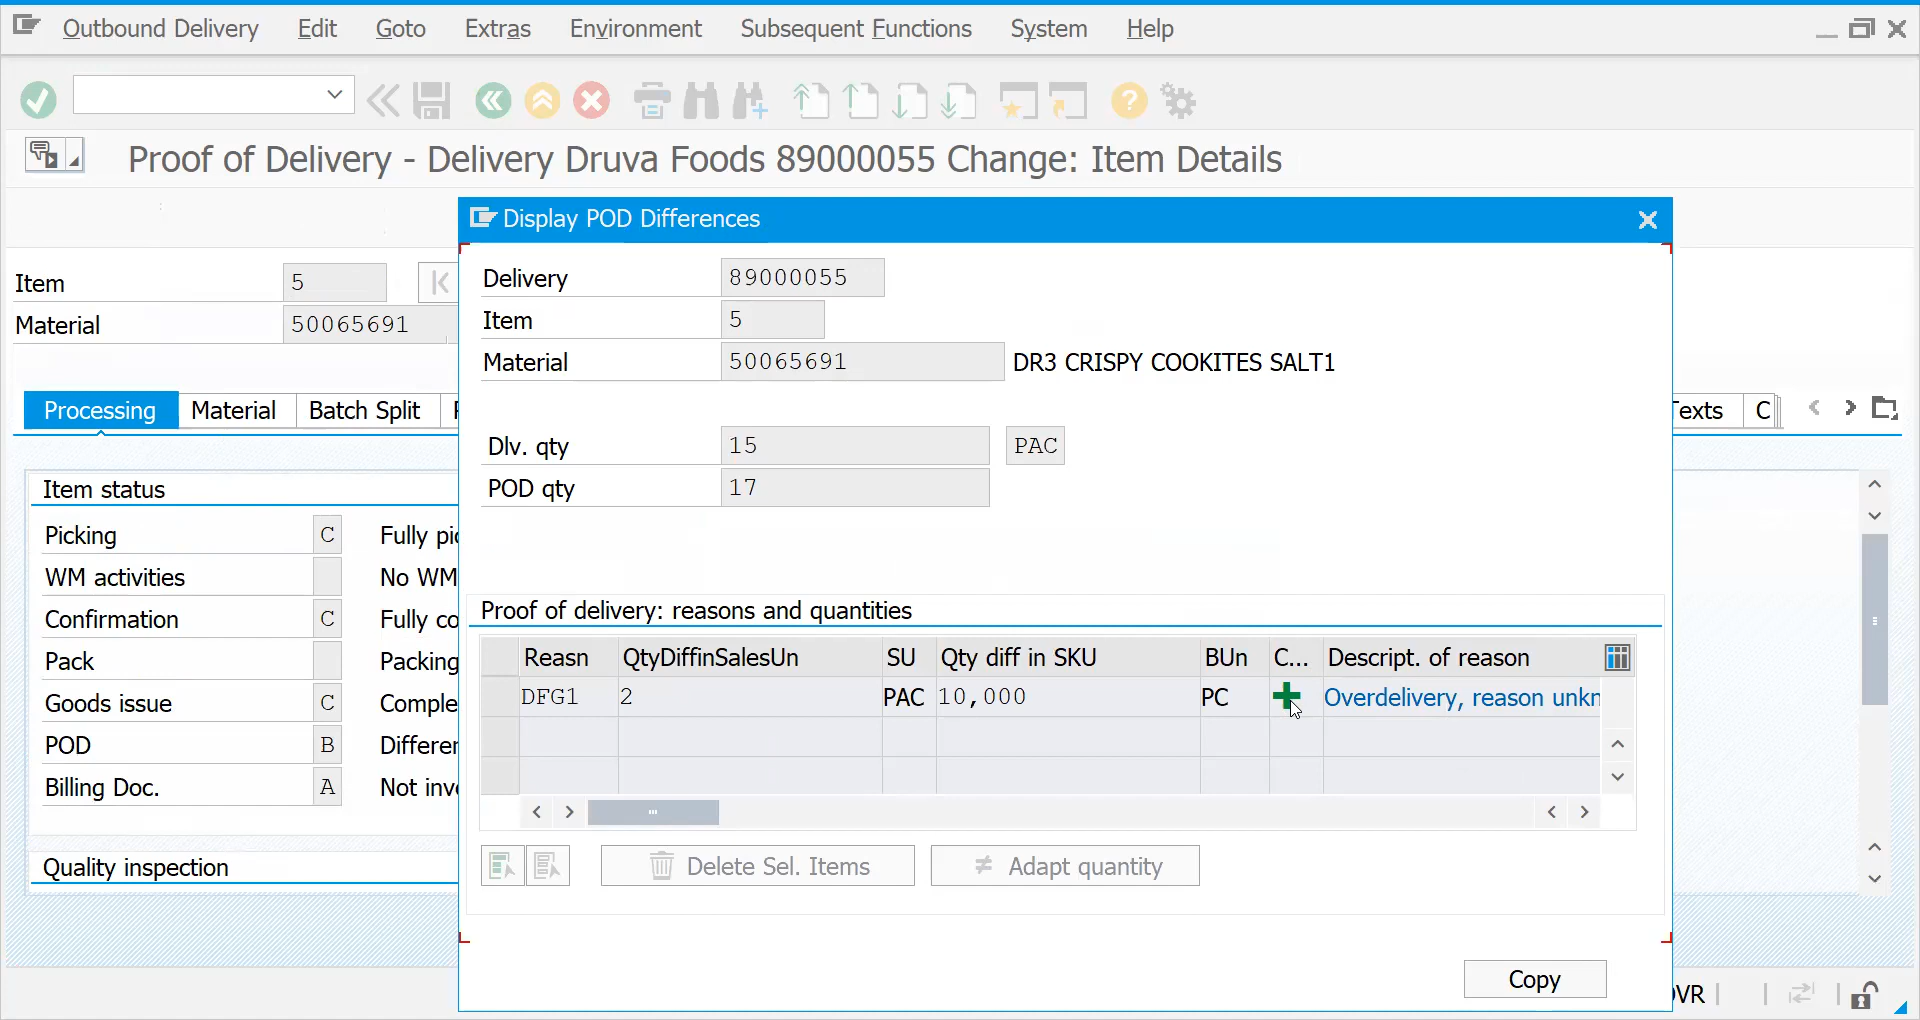 Outbound Delivery Edit Goto Extras Environment Subsequent Functions System Help
Proof of Delivery - Delivery Druva Foods 89000055 Change: Item Details
Display POD Differences
Item 5
Material 50065691
Delivery 89000055
Item 5
Material 50065691 DR3 CRISPY COOKITES SALT1
Processing Material Batch Split Texts C
Dlv. qty 15 PAC
POD qty 17
Item status
Picking C Fully pic
WM activities No WM
Confirmation C Fully co
Pack Packing
Goods issue C Comple
POD B Differen
Billing Doc. A Not inv
Quality inspection
Proof of delivery: reasons and quantities
Reasn QtyDiffinSalesUn SU Qty diff in SKU BUn C... Descript. of reason
DFG1 2 PAC 10,000 PC Overdelivery, reason unkn
Delete Sel. Items Adapt quantity
Copy
VR